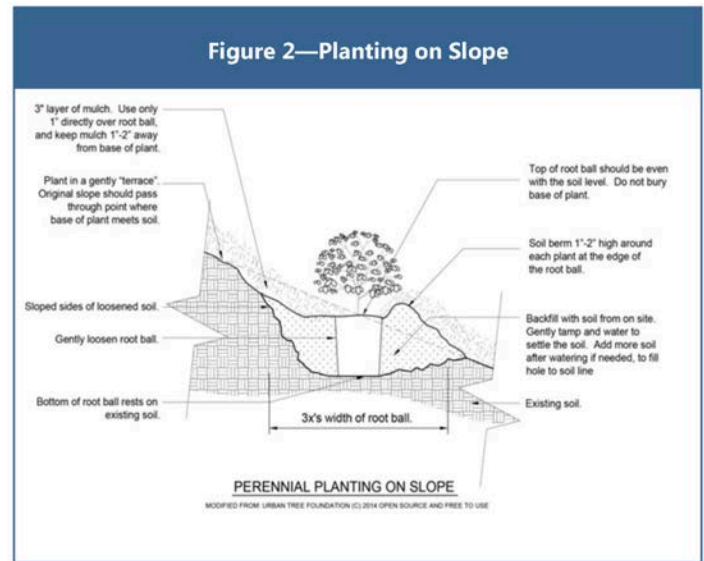 Figure 2—Planting on Slope
3" layer of mulch. Use only
1" directly over root ball,
and keep mulch 1"-2" away
from base of plant.
Plant in a gently "terrace".
Original slope should pass
through point where
base of plant meets soil.
Sloped sides of loosened soil.
Gently loosen root ball.
Bottom of root ball rests on
existing soil.
Top of root ball should be even
with the soil level. Do not bury
base of plant.
Soil berm 1"-2" high around
each plant at the edge of
the root ball.
Backfill with soil from on site.
Gently tamp and water to
settle the soil. Add more soil
after watering if needed, to fill
hole to soil line
Existing soil.
3x's width of root ball.
PERENNIAL PLANTING ON SLOPE
MODIFIED FROM: URBAN TREE FOUNDATION (C) 2014 OPEN SOURCE AND FREE TO USE